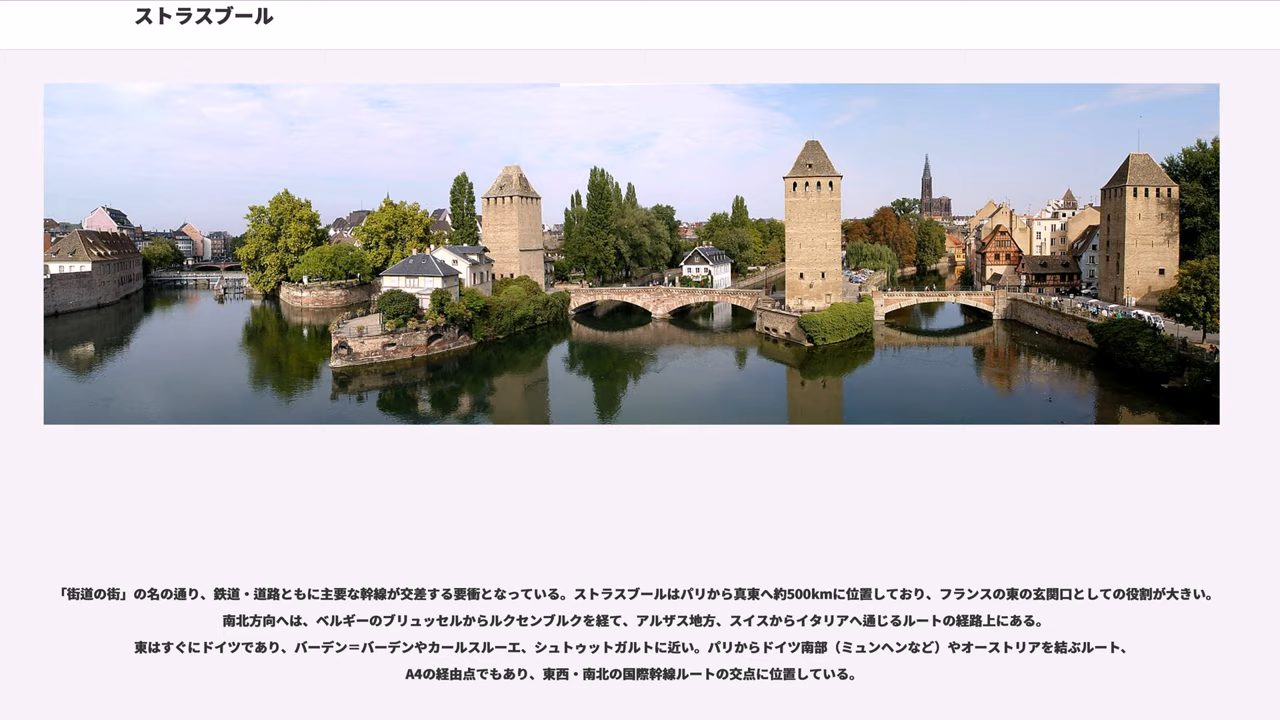 ストラスブール
「街道の街」の名の通り、鉄道・道路ともに主要な幹線が交差する要衝となっている。ストラスブールはパリから真東へ約500kmに位置しており、フランスの東の玄関口としての役割が大きい。
南北方向へは、ベルギーのブリュッセルからルクセンブルクを経て、アルザス地方、スイスからイタリアへ通じるルートの経路上にある。
東はすぐにドイツであり、バーデン＝バーデンやカールスルーエ、シュトゥットガルトに近い。パリからドイツ南部（ミュンヘンなど）やオーストリアを結ぶルート、
A4の経由点でもあり、東西・南北の国際幹線ルートの交点に位置している。